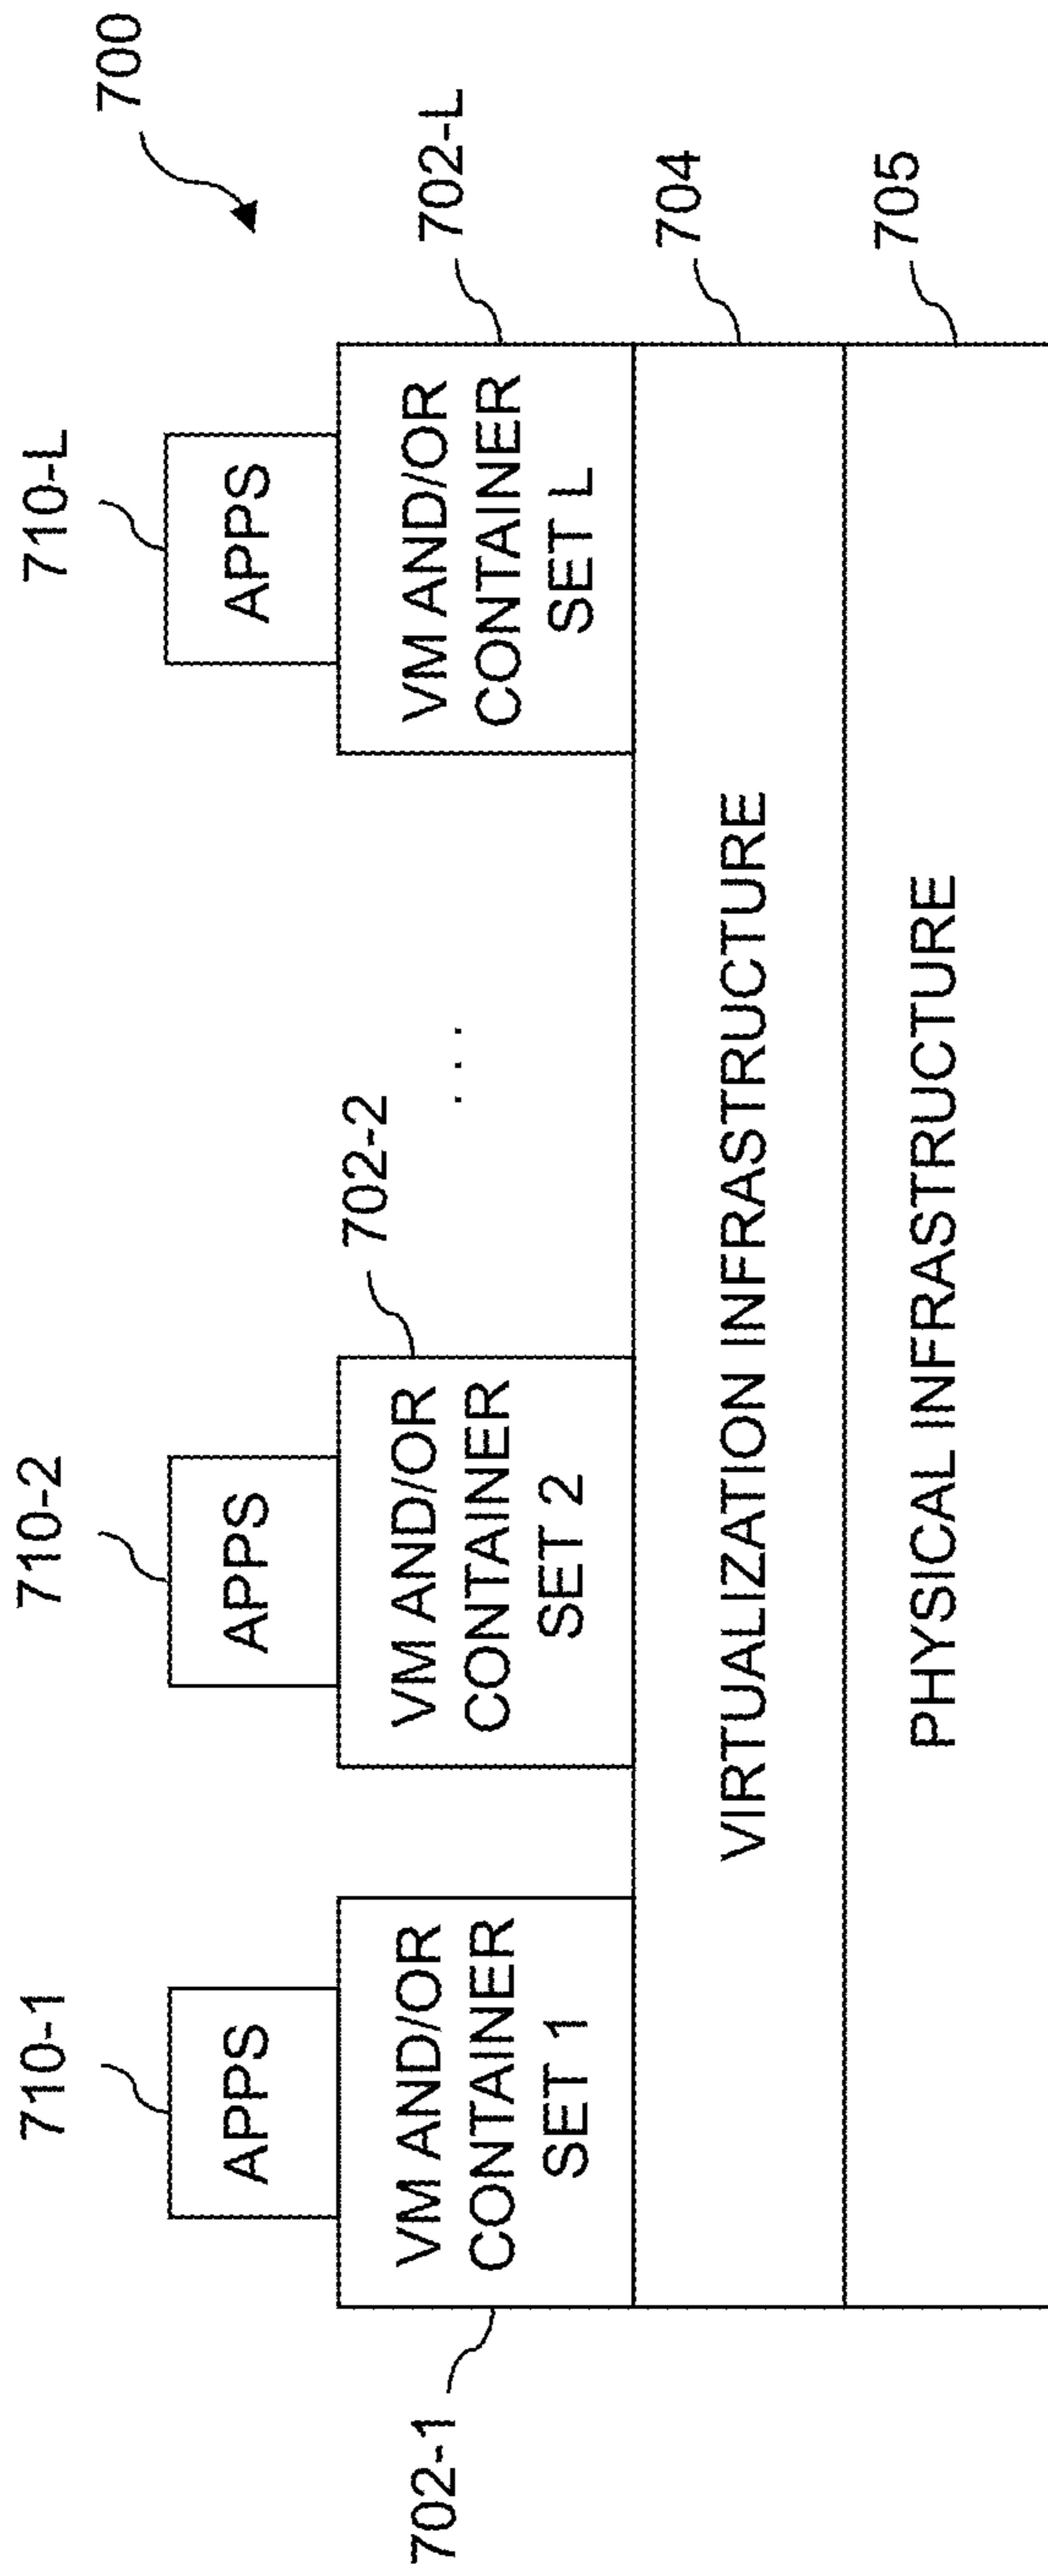 700
710-1
710-2
710-L
APPS
APPS
APPS
702-1
VM AND/OR
CONTAINER
SET 1
VM AND/OR
CONTAINER
SET 2
702-2
. . .
VM AND/OR
CONTAINER
SET L
702-L
VIRTUALIZATION INFRASTRUCTURE
704
PHYSICAL INFRASTRUCTURE
705